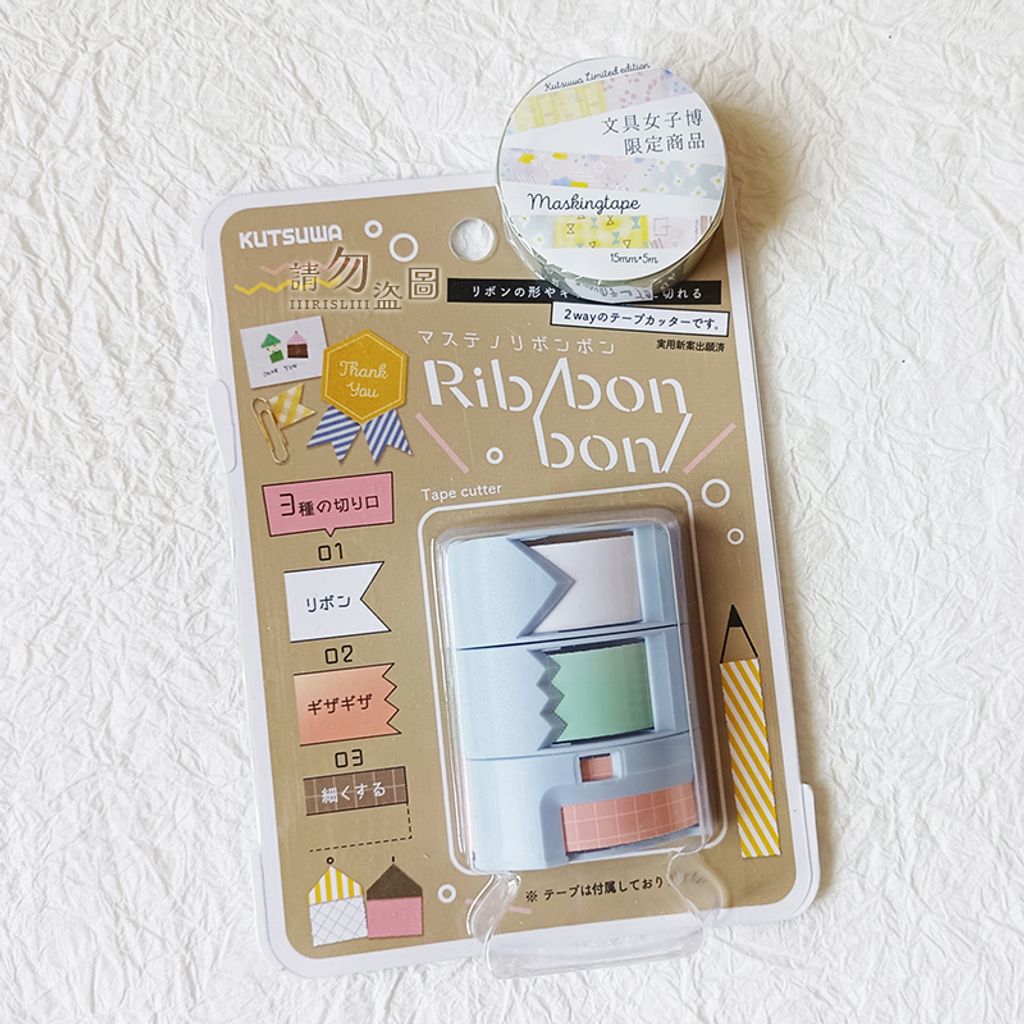 Kutsuwa Limited edition
文具女子博
限定商品
Maskingtape
15mm×5m
KUTSUWA
請勿盜圖
IIIRISLIII
リボンの形や
切れる
2wayのテープカッターです。
実用新案出願済
マステノリボンボン
Ribbon
bon
Tape cutter
Thank
You
THANK YOU
3種の切り口
01
リボン
02
ギザギザ
03
細くする
※ テープは付属しており